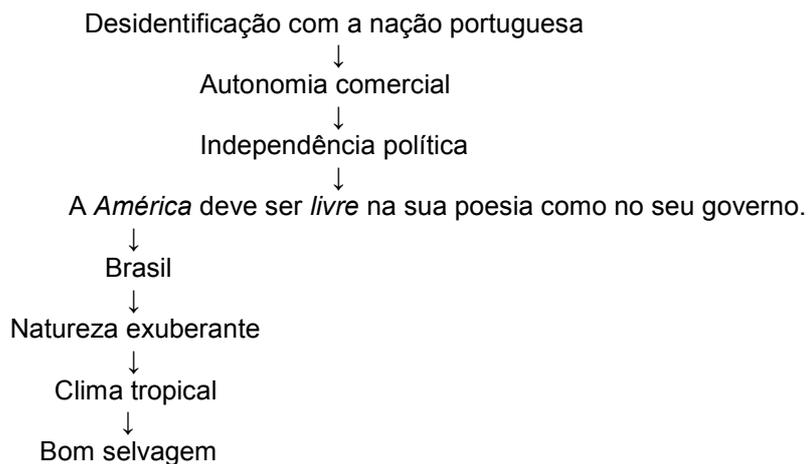 Desidentificação com a nação portuguesa
↓
Autonomia comercial
↓
Independência política
↓
A América deve ser livre na sua poesia como no seu governo.
↓
Brasil
↓
Natureza exuberante
↓
Clima tropical
↓
Bom selvagem